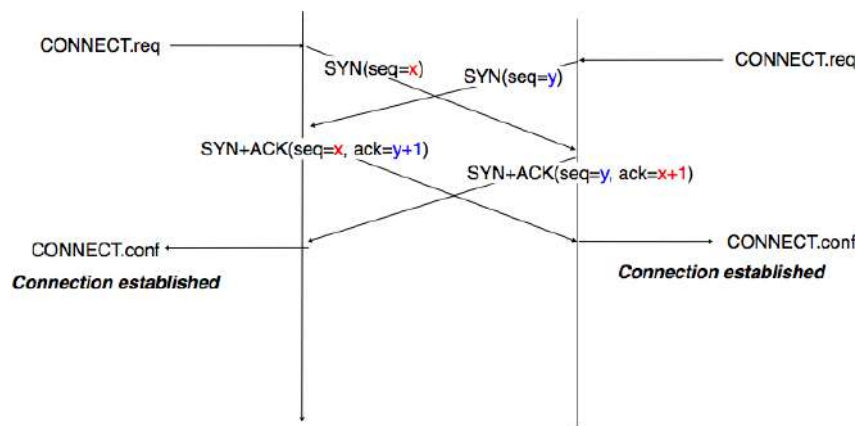 CONNECT.req
CONNECT.req
SYN(seq=x)
SYN(seq=y)
SYN+ACK(seq=x, ack=y+1)
SYN+ACK(seq=y, ack=x+1)
CONNECT.conf
CONNECT.conf
Connection established
Connection established